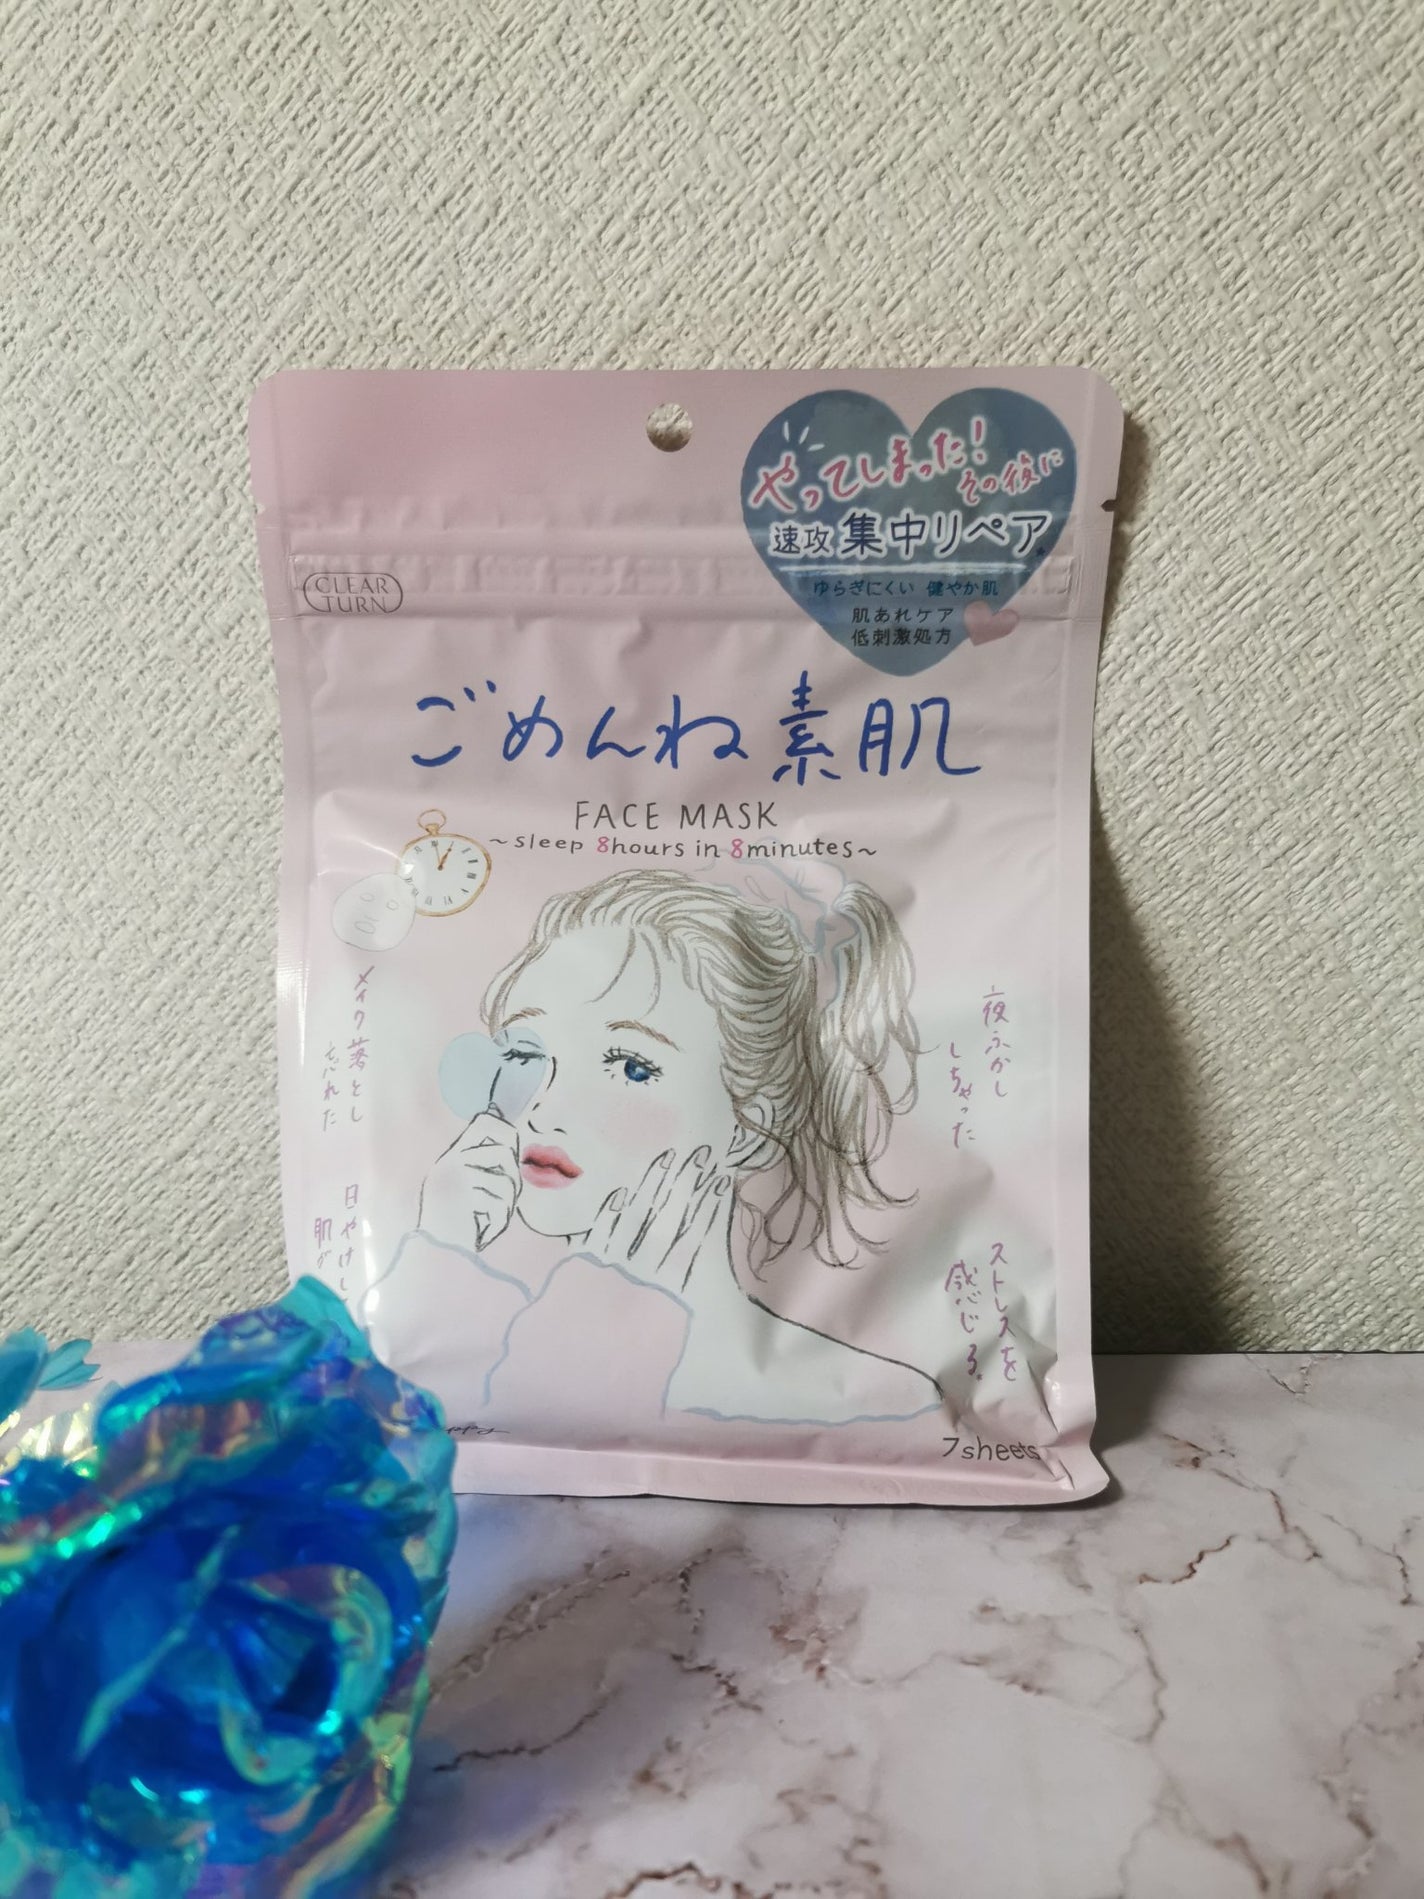 やってしまった！
その後に
速攻 集中リペア*
ゆらぎにくい 健やか肌
肌あれケア
低刺激処方
CLEAR
TURN
ごめんね素肌
FACE MASK
～sleep 8hours in 8minutes～
メイク落とし
忘れた
夜ふかし
しちゃった
日やけし
肌が
ストレスを
感じる。
7sheets